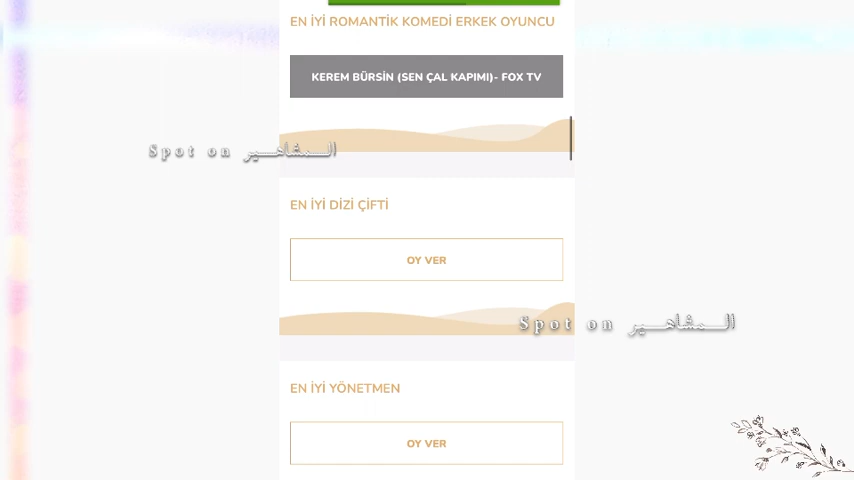 EN İYİ ROMANTİK KOMEDİ ERKEK OYUNCU
KEREM BÜRSİN (SEN ÇAL KAPIMI)- FOX TV
Spot on المشاهير
EN İYİ DİZİ ÇİFTİ
OY VER
Spot on المشاهير
EN İYİ YÖNETMEN
OY VER